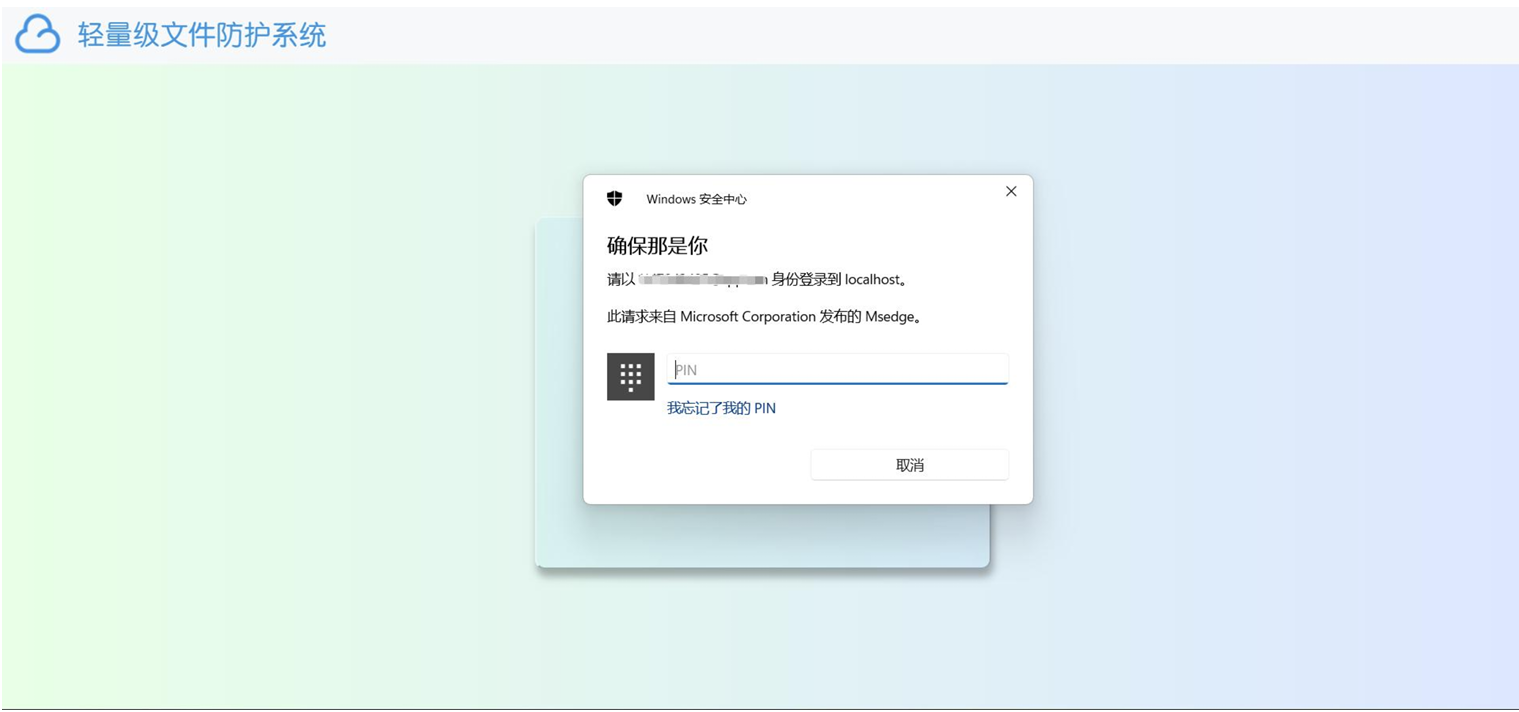 轻量级文件防护系统
Windows 安全中心
确保那是你
请以 身份登录到 localhost。
此请求来自 Microsoft Corporation 发布的 Msedge。
PIN
我忘记了我的 PIN
取消